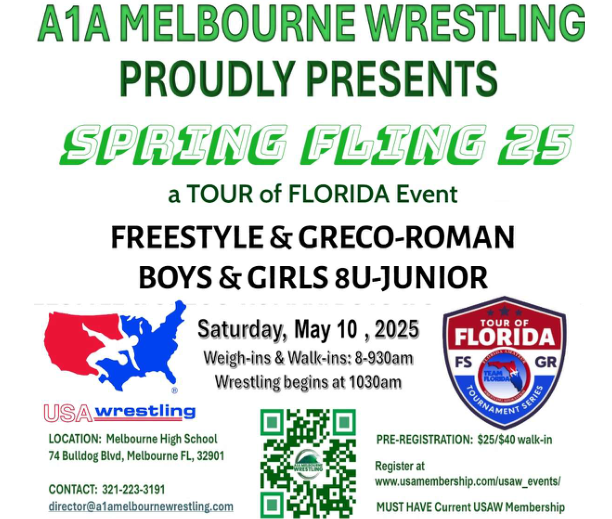 A1A MELBOURNE WRESTLING
PROUDLY PRESENTS
SPRING FLING 25
a TOUR of FLORIDA Event
FREESTYLE & GRECO-ROMAN
BOYS & GIRLS 8U-JUNIOR
Saturday, May 10 , 2025
Weigh-ins & Walk-ins: 8-930am
Wrestling begins at 1030am
USA wrestling
®
TOUR OF
FLORIDA
FS GR
TEAM
FLORIDA
TOURNAMENT SERIES
LOCATION: Melbourne High School
74 Bulldog Blvd, Melbourne FL, 32901
CONTACT: 321-223-3191
director@a1amelbournewrestling.com
A1A MELBOURNE
WRESTLING
PRE-REGISTRATION: $25/$40 walk-in
Register at
www.usamembership.com/usaw_events/
MUST HAVE Current USAW Membership